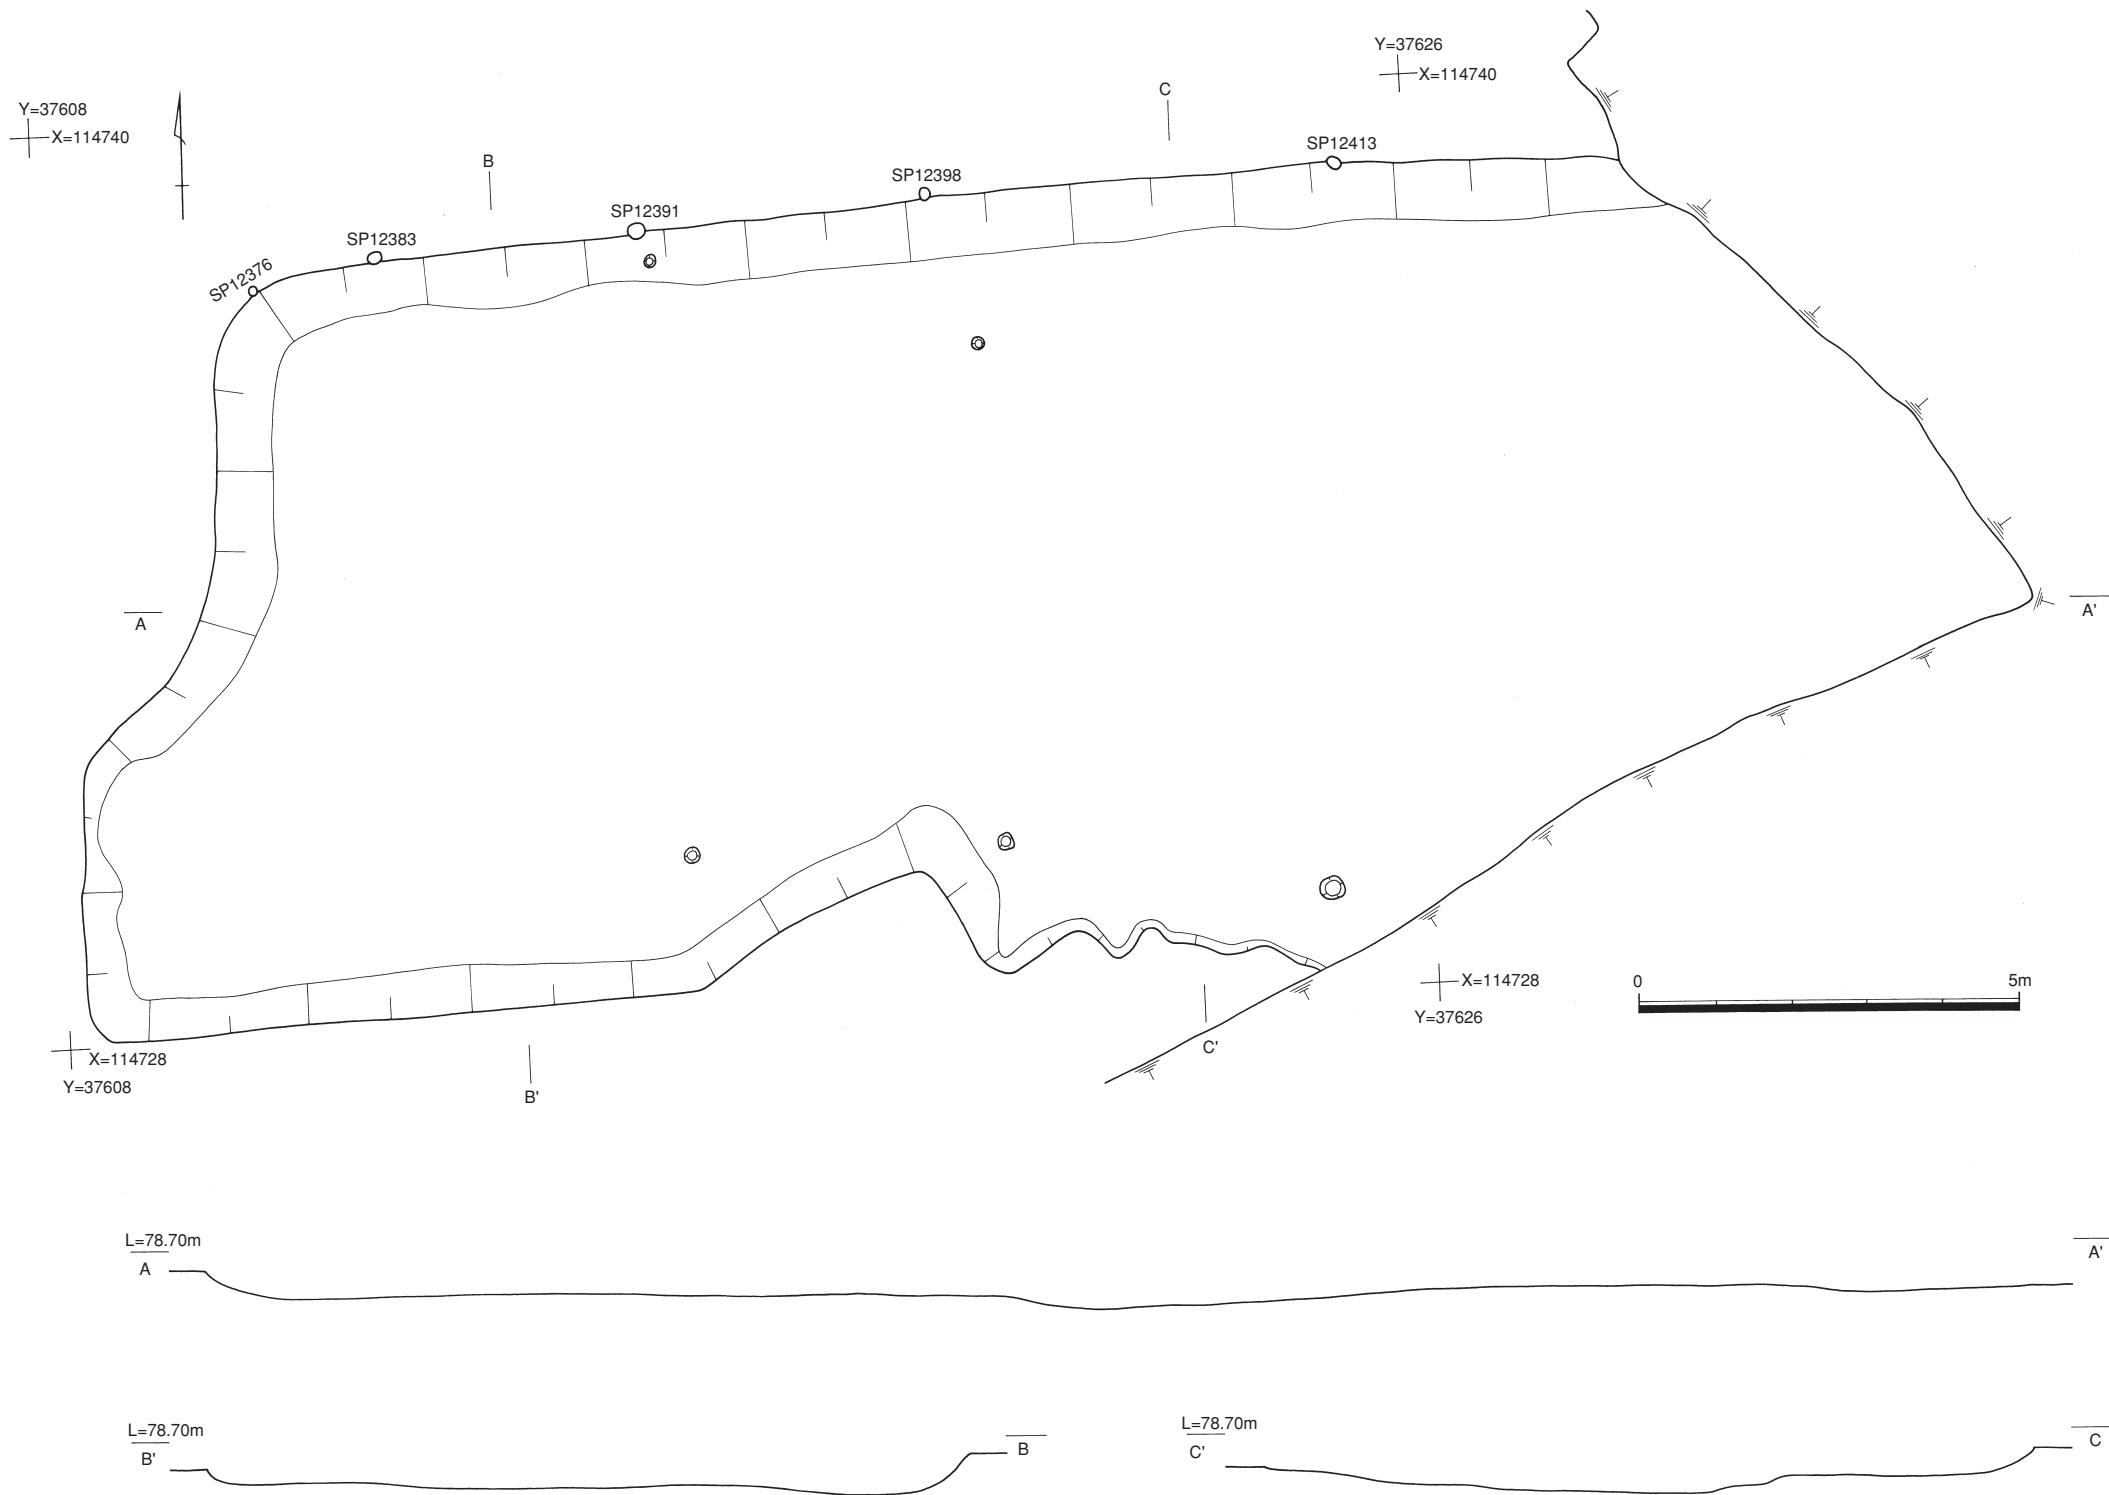 Y=37626
X=114740
C
Y=37608
X=114740
SP12413
B
SP12398
SP12391
SP12383
SP12376
A
A'
X=114728
Y=37626
0
5m
C'
X=114728
Y=37608
B'
L=78.70m
A
A'
L=78.70m
B'
B
L=78.70m
C'
C